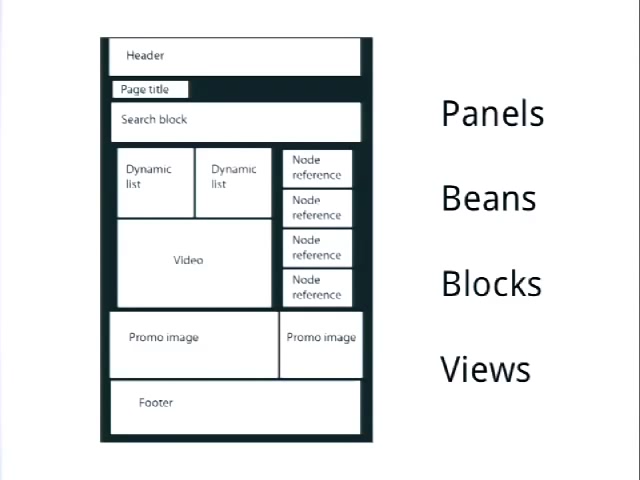 Header
Page title
Search block
Dynamic
list
Dynamic
list
Node
reference
Node
reference
Node
reference
Node
reference
Video
Promo image
Promo image
Footer
Panels
Beans
Blocks
Views